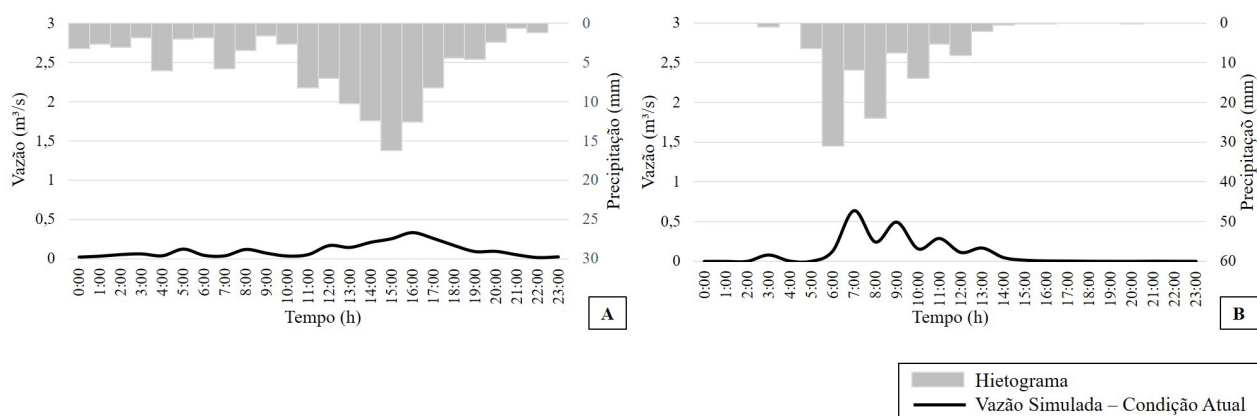 3
2,5
2
1,5
1
0,5
0
Vazão (m³/s)
0
5
10
15
20
25
30
Precipitação (mm)
0:00 1:00 2:00 3:00 4:00 5:00 6:00 7:00 8:00 9:00 10:00 11:00 12:00 13:00 14:00 15:00 16:00 17:00 18:00 19:00 20:00 21:00 22:00 23:00
Tempo (h)
A
3
2,5
2
1,5
1
0,5
0
Vazão (m³/s)
0
10
20
30
40
50
60
Precipitação (mm)
0:00 1:00 2:00 3:00 4:00 5:00 6:00 7:00 8:00 9:00 10:00 11:00 12:00 13:00 14:00 15:00 16:00 17:00 18:00 19:00 20:00 21:00 22:00 23:00
Tempo (h)
B
Hietograma
Vazão Simulada – Condição Atual